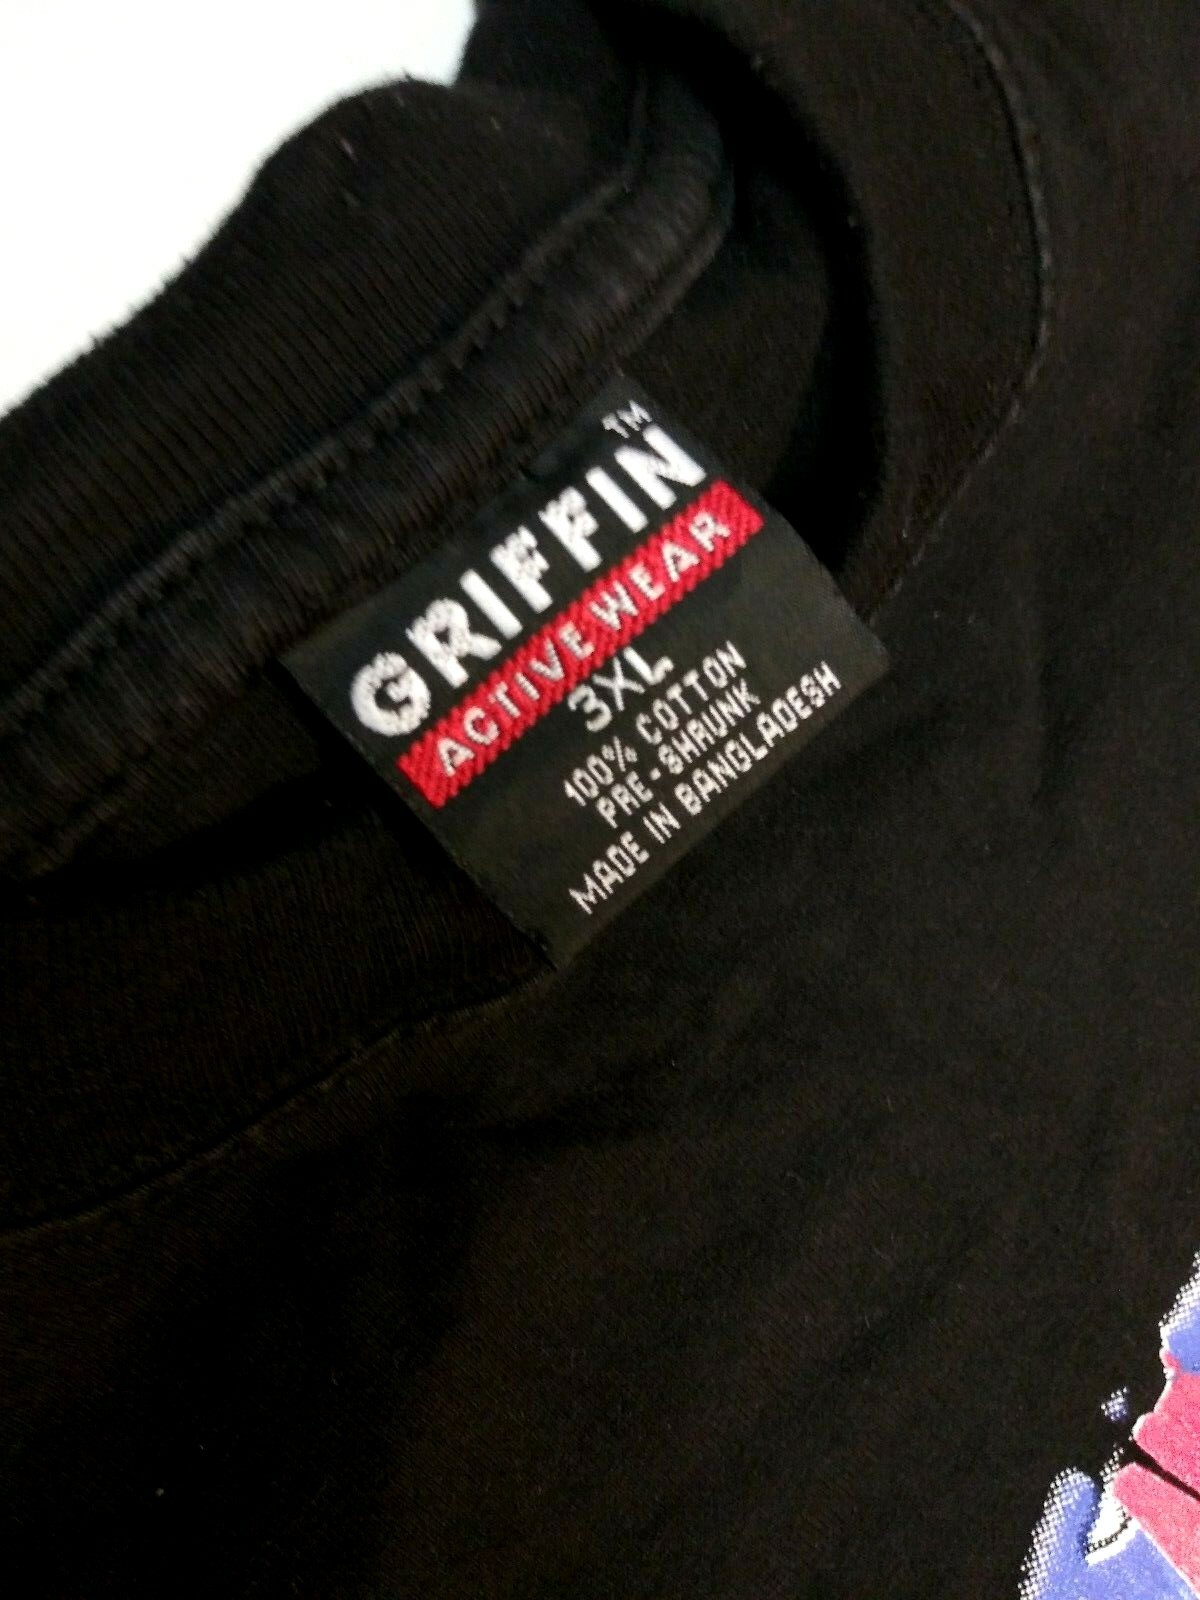 GRIFFIN™
ACTIVE WEAR
3XL
100% COTTON
PRE-SHRUNK
MADE IN BANGLADESH